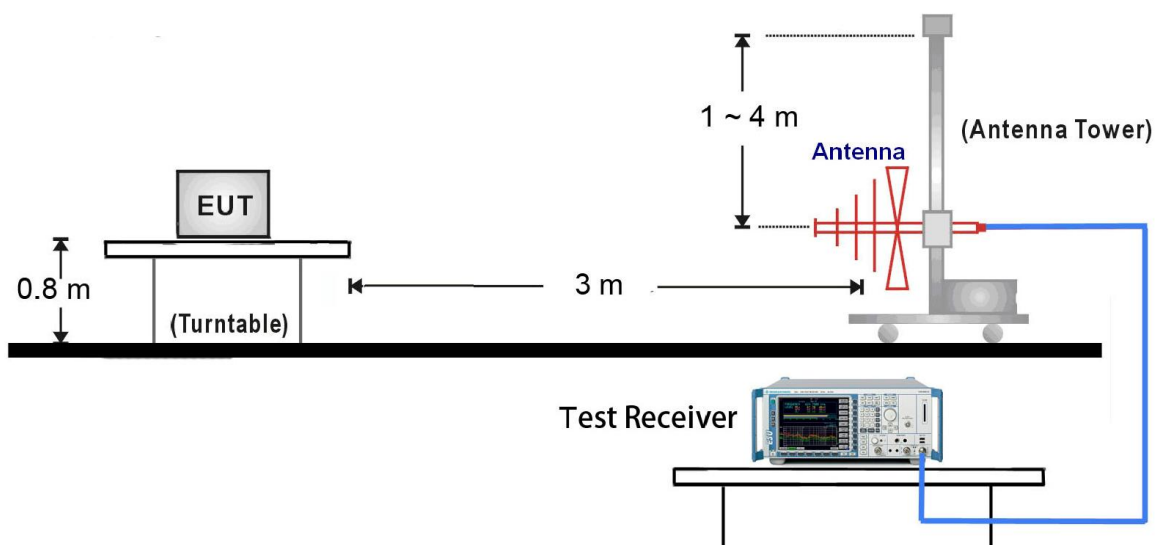 1 ~ 4 m
(Antenna Tower)
Antenna
EUT
0.8 m
3 m
(Turntable)
Test Receiver